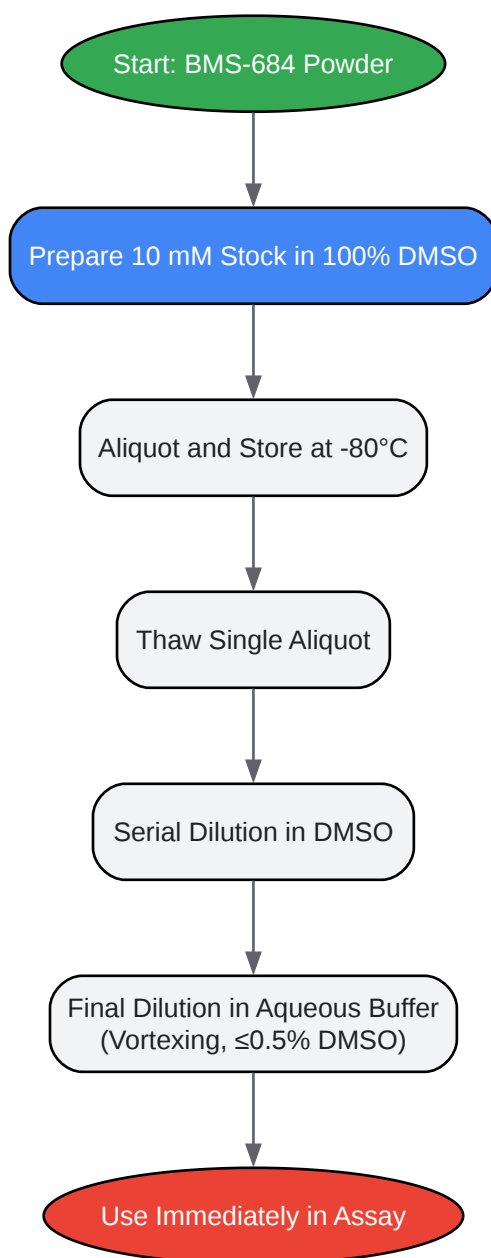 Start: BMS-684 Powder
Prepare 10 mM Stock in 100% DMSO
Aliquot and Store at -80°C
Thaw Single Aliquot
Serial Dilution in DMSO
Final Dilution in Aqueous Buffer
(Vortexing, ≤0.5% DMSO)
Use Immediately in Assay